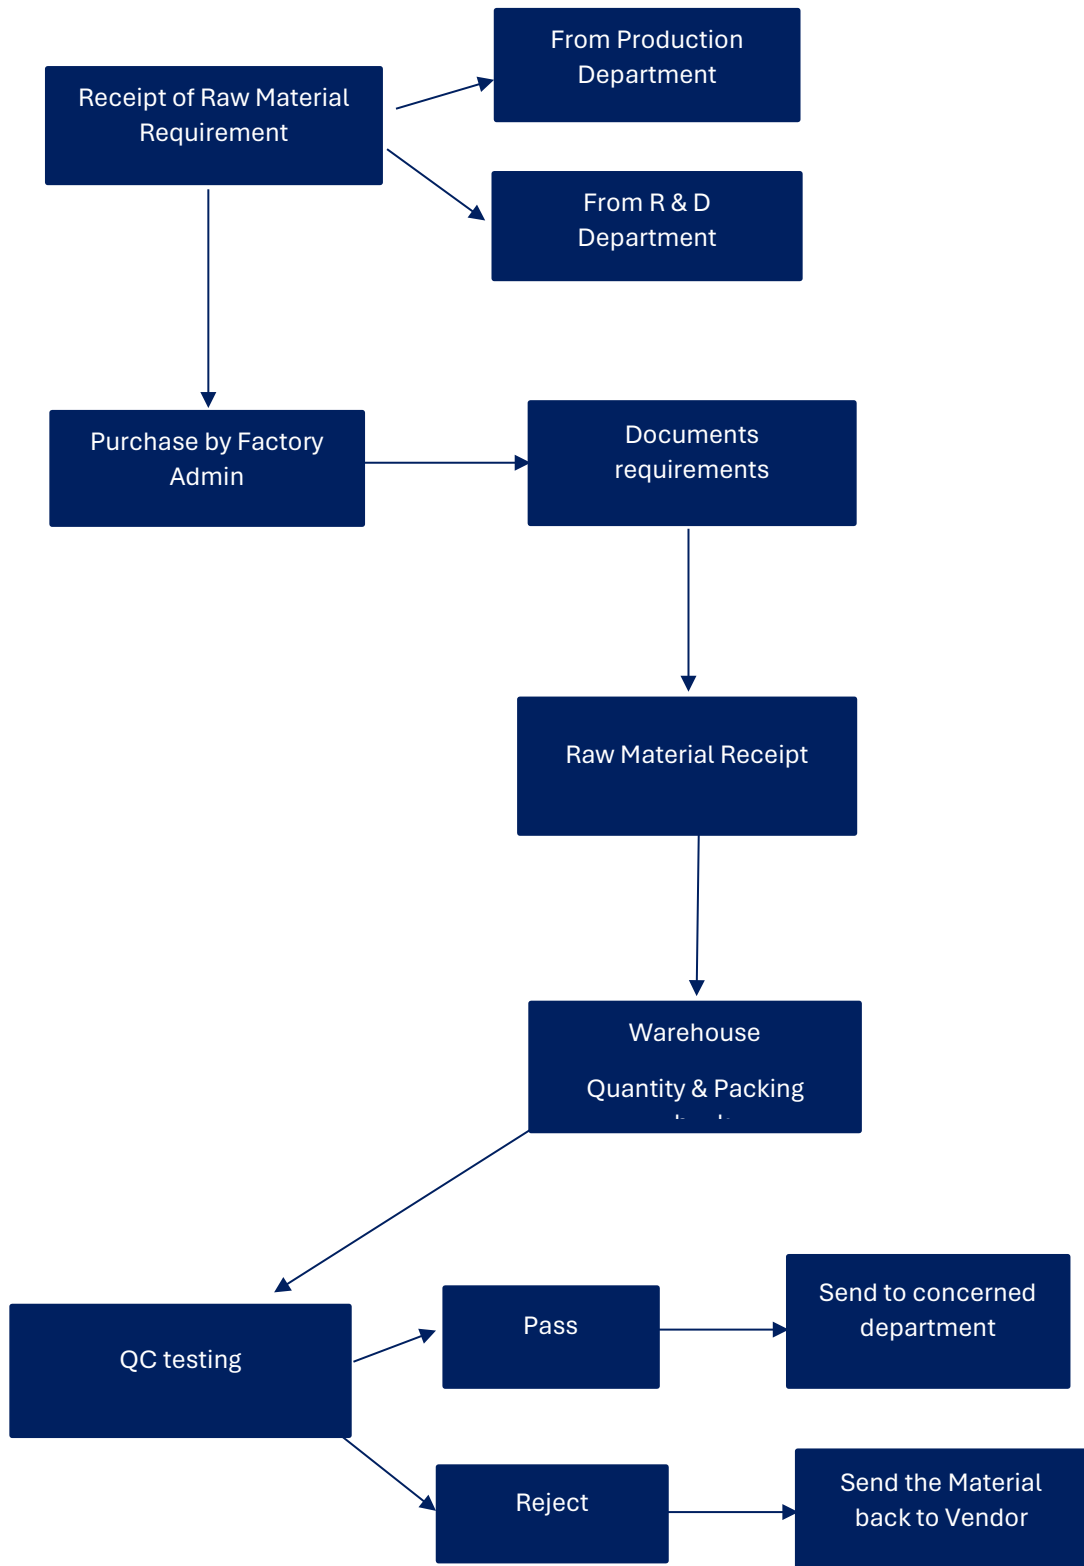 From Production
Department
Receipt of Raw Material
Requirement
From R & D
Department
Purchase by Factory
Admin
Documents
requirements
Raw Material Receipt
Warehouse
Quantity & Packing
Send to concerned
department
Pass
QC testing
Send the Material
back to Vendor
Reject